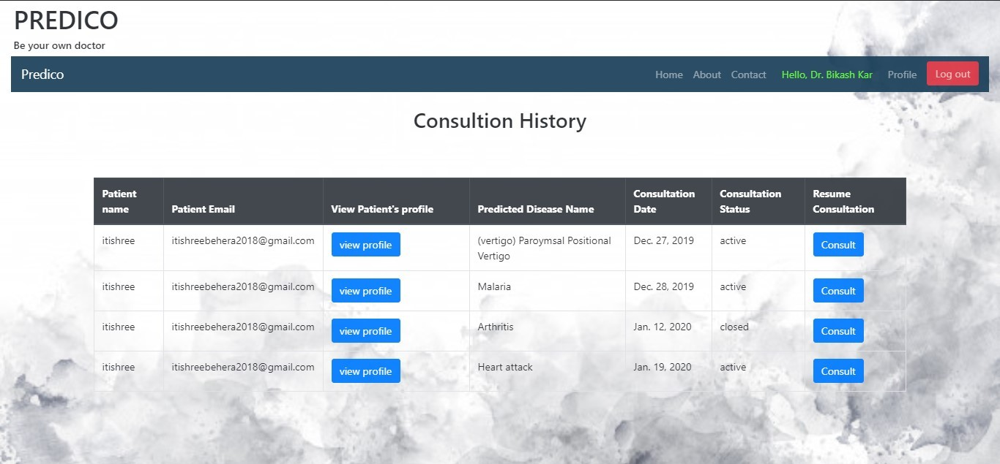 PREDICO
Be your own doctor
Predico Home About Contact Hello, Dr. Bikash Kar Profile Log out
Consultion History
Patient name Patient Email View Patient's profile Predicted Disease Name Consultation Date Consultation Status Resume Consultation
itishree itishreebehera2018@gmail.com view profile (vertigo) Paroymsal Positional Vertigo Dec. 27, 2019 active Consult
itishree itishreebehera2018@gmail.com view profile Malaria Dec. 28, 2019 active Consult
itishree itishreebehera2018@gmail.com view profile Arthritis Jan. 12, 2020 closed Consult
itishree itishreebehera2018@gmail.com view profile Heart attack Jan. 19, 2020 active Consult